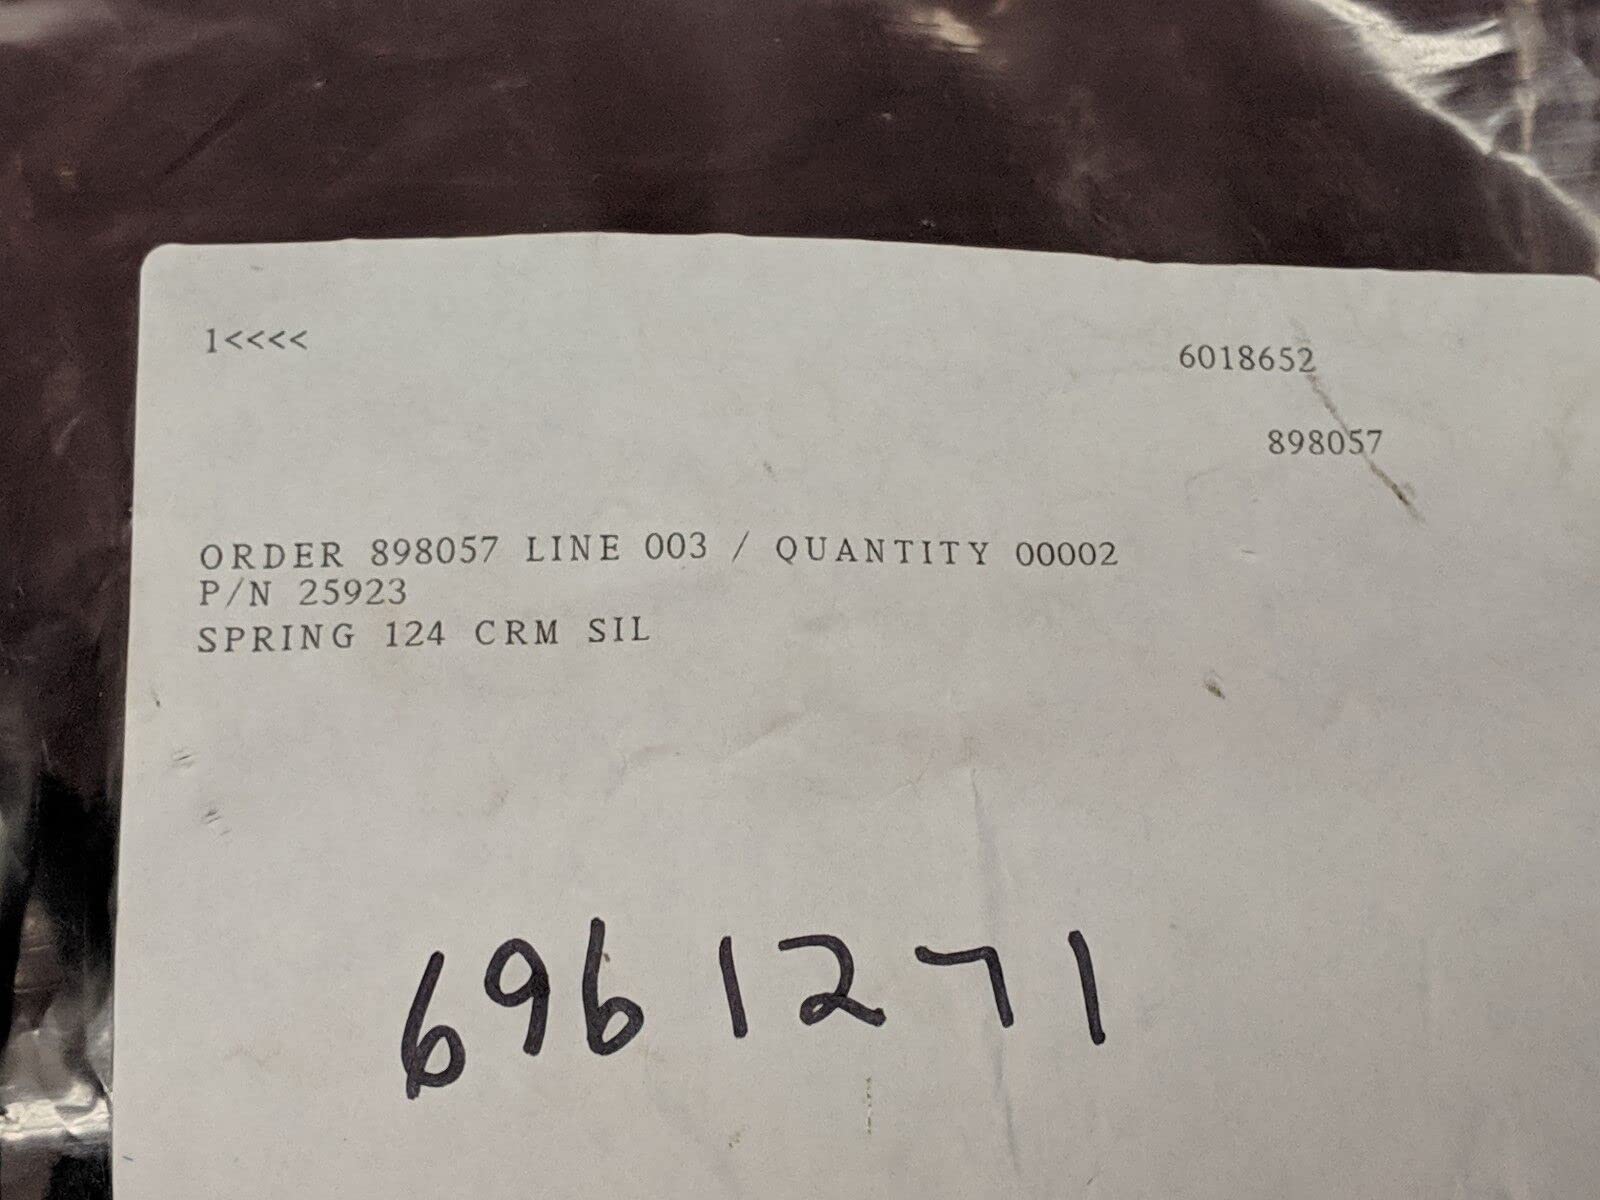 1<<<<
6018652
898057
ORDER 898057 LINE 003 / QUANTITY 00002
P/N 25923
SPRING 124 CRM SIL
6961271